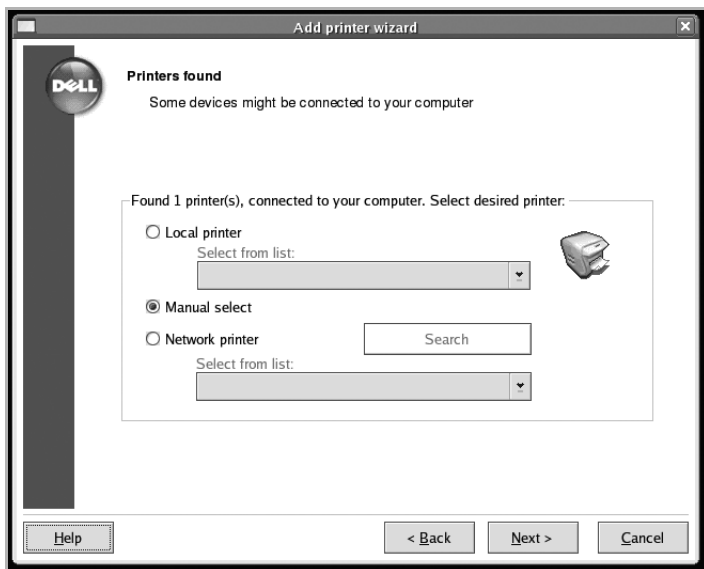 Add printer wizard
DELL
Printers found
Some devices might be connected to your computer
Found 1 printer(s), connected to your computer. Select desired printer:
Local printer
Select from list:
Manual select
Network printer
Search
Select from list:
Help
< Back
Next >
Cancel